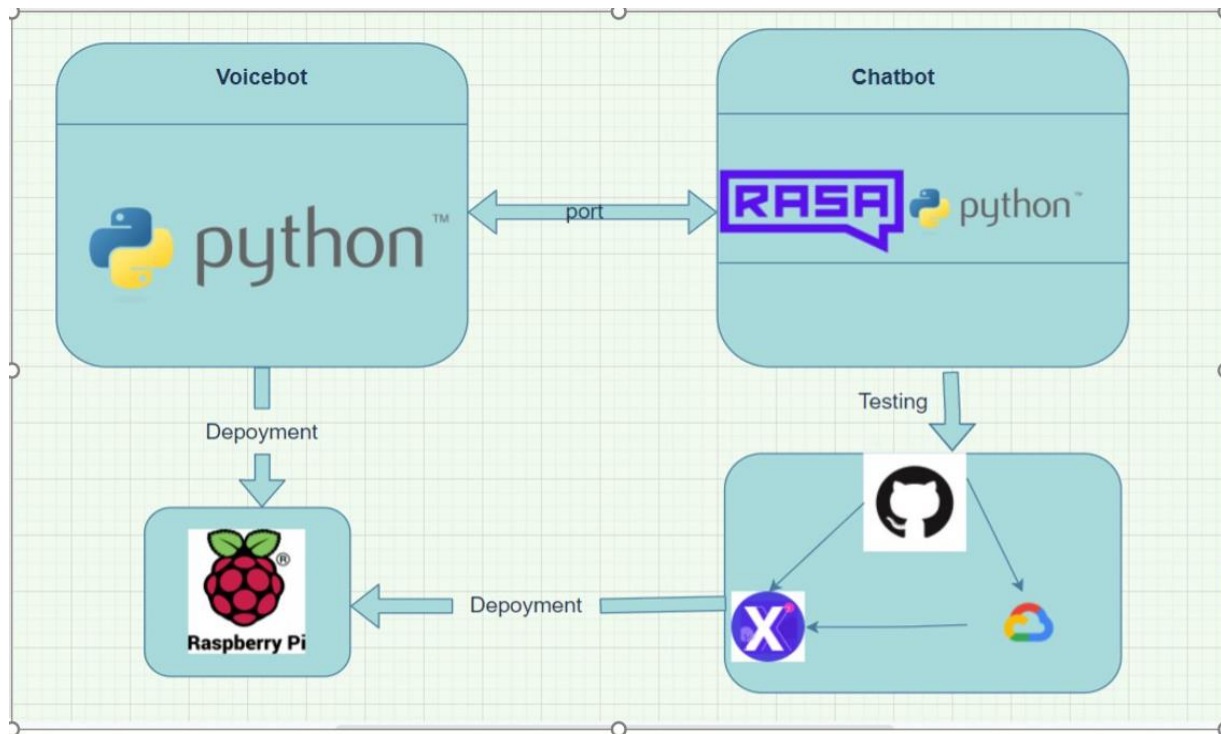 Voicebot
Chatbot
python™
RASA
python™
port
Testing
Depoyment
Raspberry Pi®
X
Depoyment